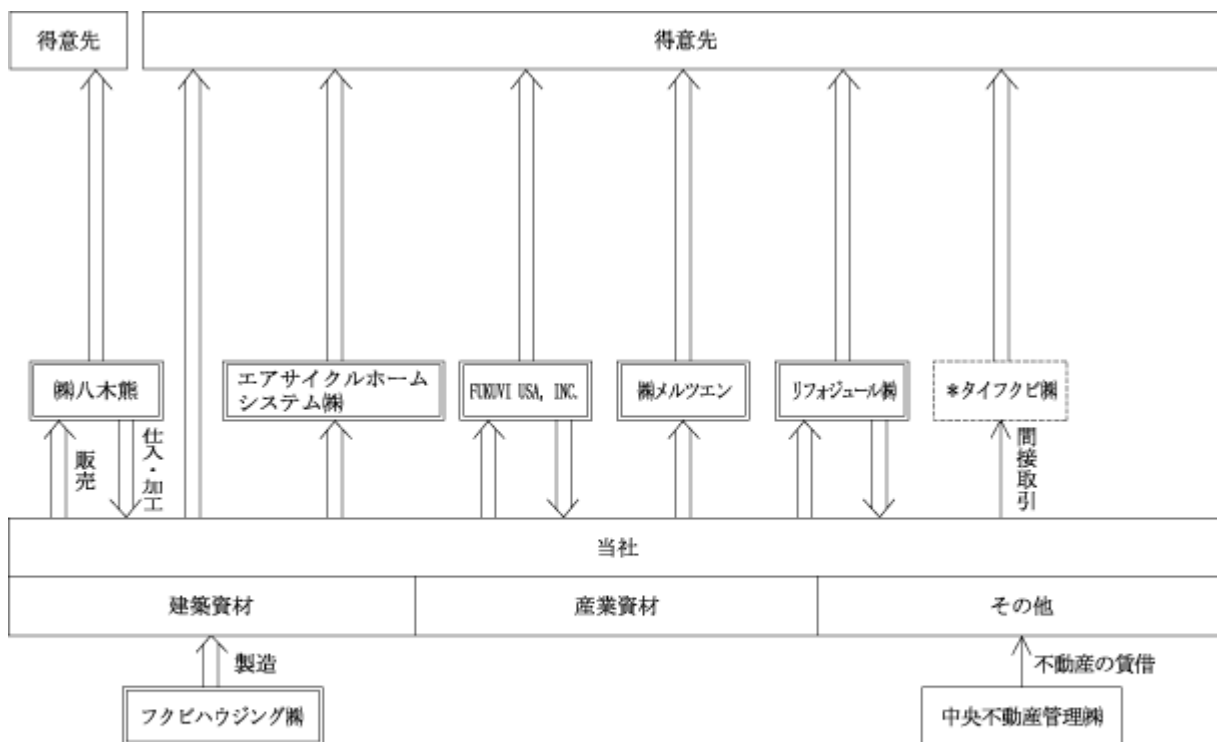 得意先
得意先
㈱八木熊
エアサイクルホーム
システム㈱
FUKUVI USA, INC.
㈱メルツエン
リフォジュール㈱
*タイフクビ㈱
販売
仕入・加工
間接取引
当社
建築資材
産業資材
その他
製造
不動産の賃借
フクビハウジング㈱
中央不動産管理㈱